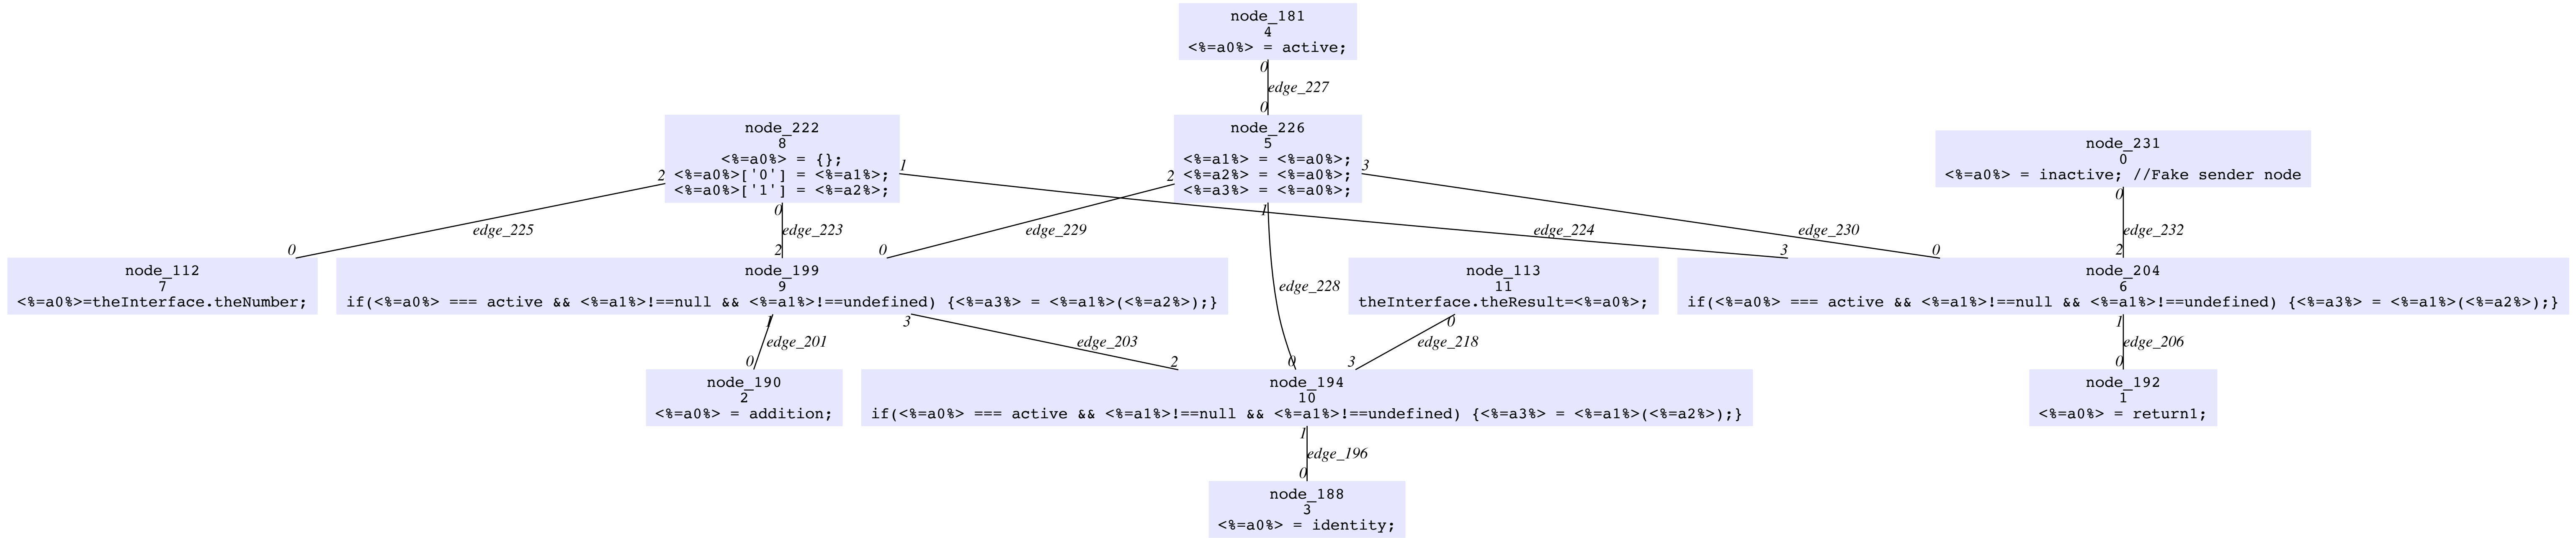 node_181
4
<%=a0%> = active;
0
edge_227
0
node_222
8
<%=a0%> = {};
<%=a0%>['0'] = <%=a1%>;
<%=a0%>['1'] = <%=a2%>;
node_226
5
<%=a1%> = <%=a0%>;
<%=a2%> = <%=a0%>;
<%=a3%> = <%=a0%>;
node_231
0
<%=a0%> = inactive; //Fake sender node
2
1
2
3
0
1
0
edge_225
edge_223
edge_229
edge_224
edge_230
edge_232
0
2
0
3
0
2
node_112
7
<%=a0%>=theInterface.theNumber;
node_199
9
if(<%=a0%> === active && <%=a1%>!==null && <%=a1%>!==undefined) {<%=a3%> = <%=a1%>(<%=a2%>);}
edge_228
node_113
11
theInterface.theResult=<%=a0%>;
node_204
6
if(<%=a0%> === active && <%=a1%>!==null && <%=a1%>!==undefined) {<%=a3%> = <%=a1%>(<%=a2%>);}
1
3
0
1
edge_201
edge_203
edge_218
edge_206
0
2
0
3
0
node_190
2
<%=a0%> = addition;
node_194
10
if(<%=a0%> === active && <%=a1%>!==null && <%=a1%>!==undefined) {<%=a3%> = <%=a1%>(<%=a2%>);}
node_192
1
<%=a0%> = return1;
1
edge_196
0
node_188
3
<%=a0%> = identity;